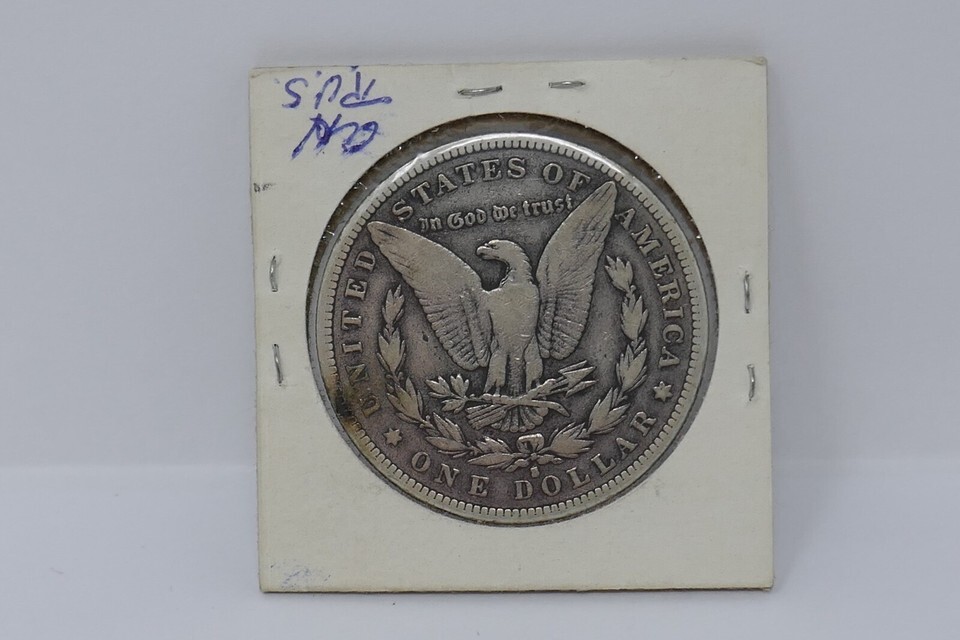 UNITED STATES OF AMERICA
In God we trust
ONE DOLLAR
S